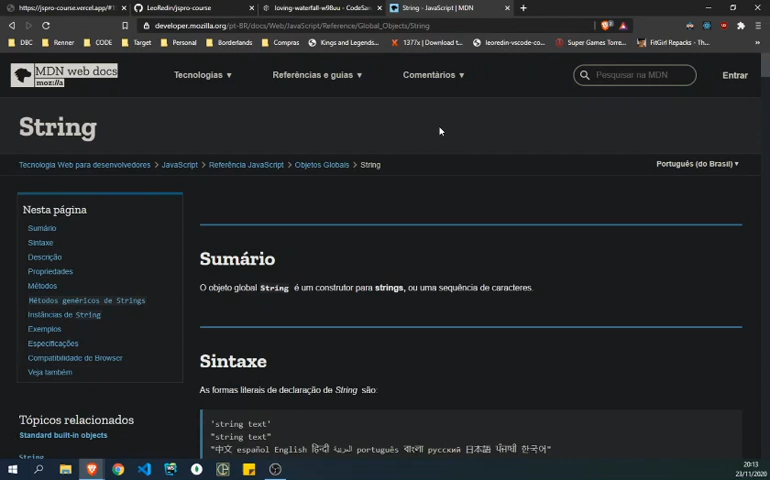 https://jspro-course.vercel.app/#1
LeoRedin/jspro-course
loving-waterfall-w98uu - CodeSan
String - JavaScript | MDN
developer.mozilla.org/pt-BR/docs/Web/JavaScript/Reference/Global_Objects/String
DBC
Renner
CODE
Target
Personal
Borderlands
Compras
Kings and Legends...
1377x | Download t...
leoredin-vscode-co...
Super Games Torre...
FitGirl Repacks - Th...
MDN web docs
mozilla
Tecnologias ▼
Referências e guias ▼
Comentários ▼
Pesquisar na MDN
Entrar
String
Tecnologia Web para desenvolvedores > JavaScript > Referência JavaScript > Objetos Globais > String
Português (do Brasil) ▾
Nesta página
Sumário
Sintaxe
Descrição
Propriedades
Métodos
Métodos genéricos de Strings
Instâncias de String
Exemplos
Especificações
Compatibilidade de Browser
Veja também
Tópicos relacionados
Standard built-in objects
String
Sumário
O objeto global String é um construtor para strings, ou uma sequência de caracteres.
Sintaxe
As formas literais de declaração de String são:
'string text'
"string text"
"中文 español English हिन्दी العربية português বাংলা русский 日本語 ਪੰਜਾਬੀ 한국어"
20:13
23/11/2020